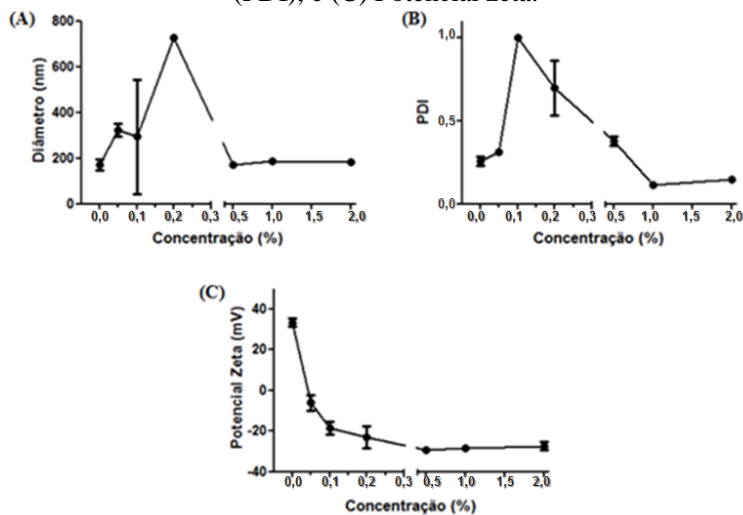 (PDI); e (C) Potencial zeta.
(A)
800
600
400
200
0
Diâmetro (nm)
0,0 0,1 0,2 0,3 0,5 1,0 1,5 2,0
Concentração (%)
(B)
1,0
0,5
0,0
PDI
0,0 0,1 0,2 0,3 0,5 1,0 1,5 2,0
Concentração (%)
(C)
40
20
0
-20
-40
Potencial Zeta (mV)
0,0 0,1 0,2 0,3 0,5 1,0 1,5 2,0
Concentração (%)